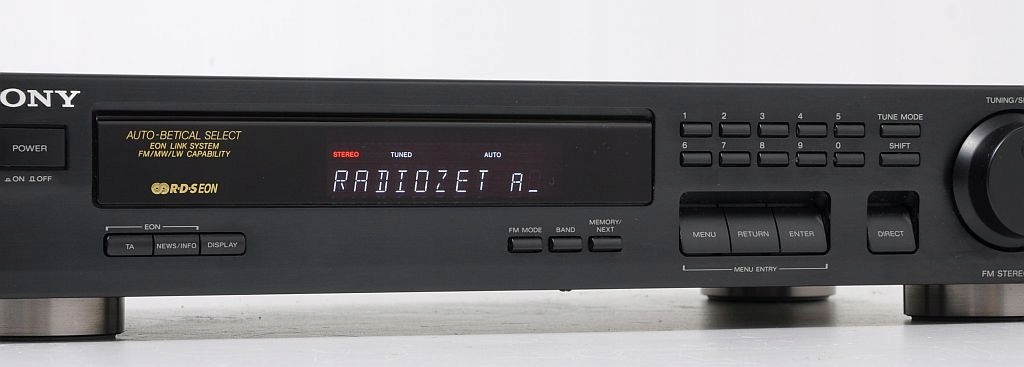 ONY
POWER
ON OFF
AUTO-BETICAL SELECT
EON LINK SYSTEM
FM/MW/LW CAPABILITY
R·D·S EON
STEREO TUNED AUTO
RADIOZET A_
EON
TA NEWS/INFO DISPLAY
FM MODE BAND MEMORY/
NEXT
1 2 3 4 5 TUNE MODE
6 7 8 9 0 SHIFT
MENU RETURN ENTER
MENU ENTRY
DIRECT
TUNING/S
FM STEREO